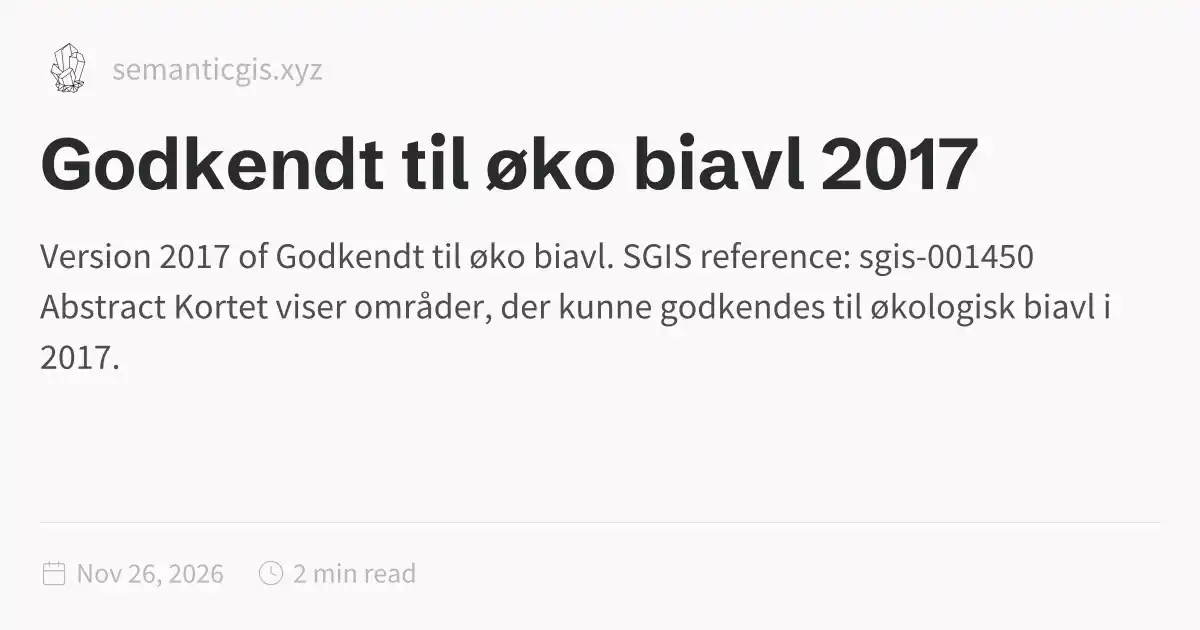 semanticgis.xyz
Godkendt til øko biavl 2017
Version 2017 of Godkendt til øko biavl. SGIS reference: sgis-001450
Abstract Kortet viser områder, der kunne godkendes til økologisk biavl i
2017.
Nov 26, 2026
2 min read